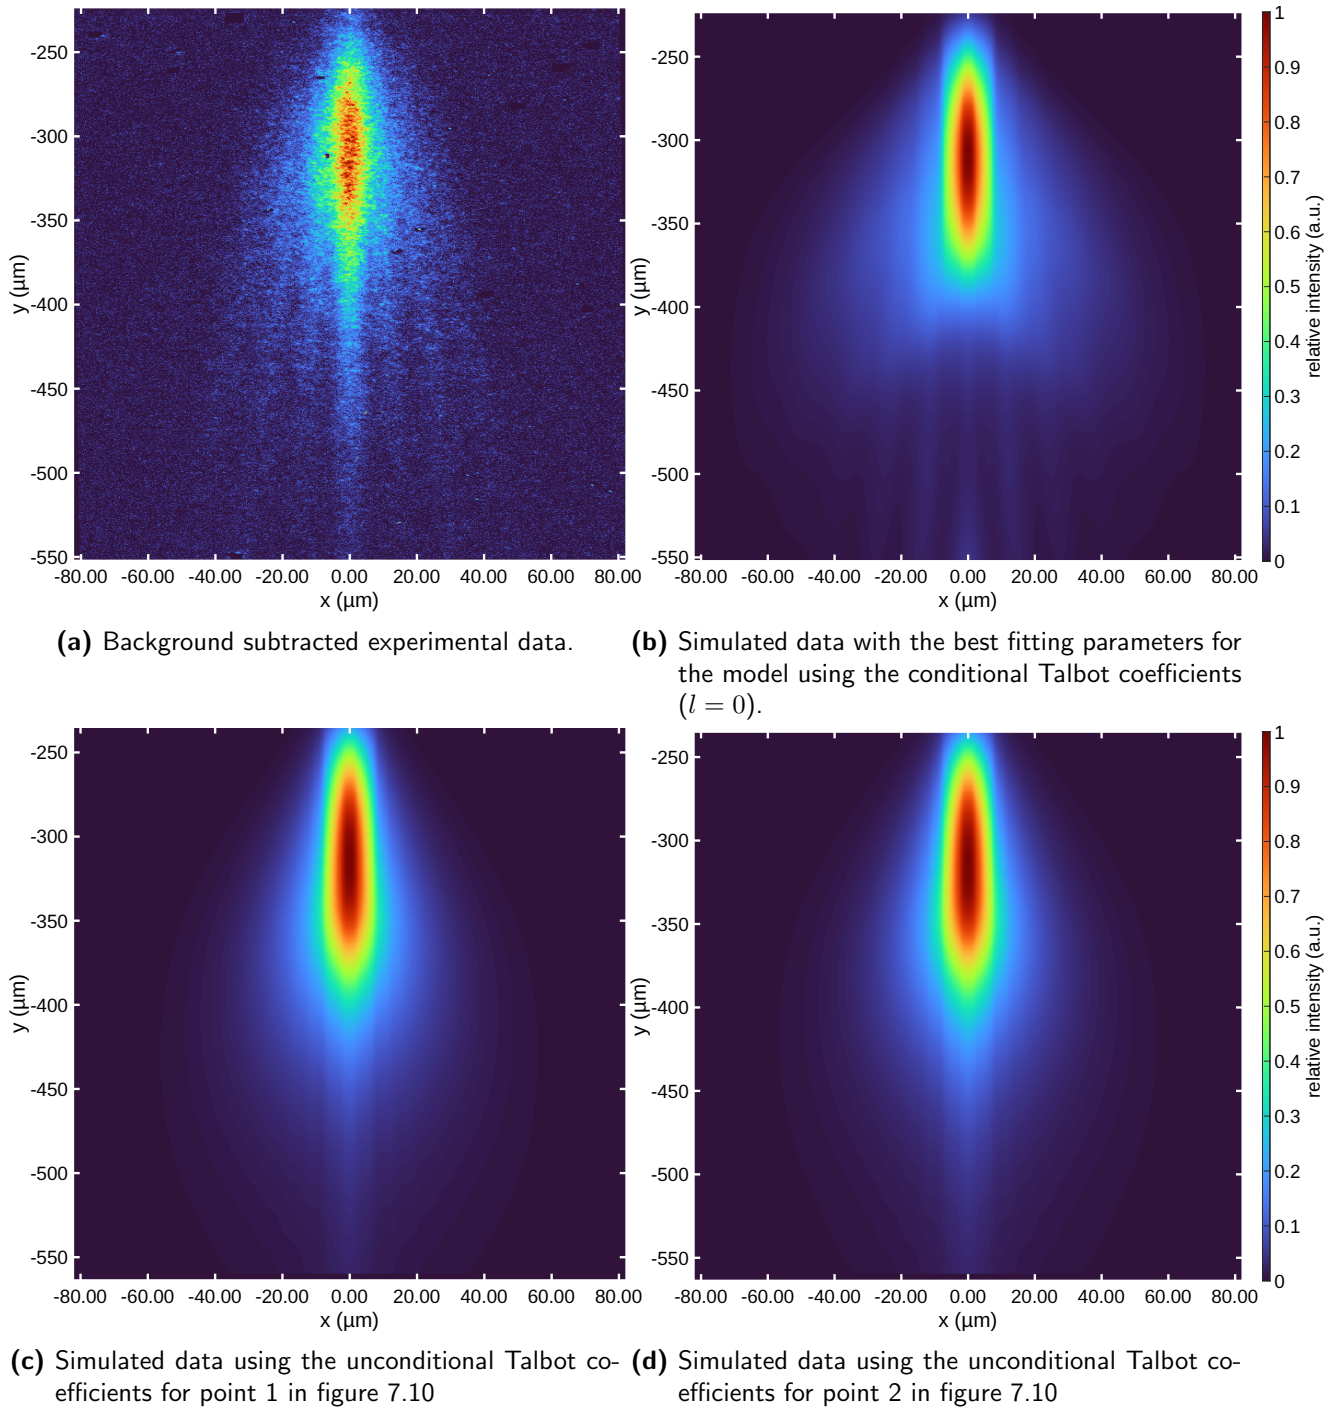 -250
-300
-350
-400
-450
-500
-550
y (µm)
-80.00 -60.00 -40.00 -20.00 0.00 20.00 40.00 60.00 80.00
x (µm)
-250
-300
-350
-400
-450
-500
-550
y (µm)
-80.00 -60.00 -40.00 -20.00 0.00 20.00 40.00 60.00 80.00
x (µm)
1
0.9
0.8
0.7
0.6
0.5
0.4
0.3
0.2
0.1
0
relative intensity (a.u.)
(a) Background subtracted experimental data.
(b) Simulated data with the best fitting parameters for
the model using the conditional Talbot coefficients
(l = 0).
-250
-300
-350
-400
-450
-500
-550
y (µm)
-80.00 -60.00 -40.00 -20.00 0.00 20.00 40.00 60.00 80.00
x (µm)
-250
-300
-350
-400
-450
-500
-550
y (µm)
-80.00 -60.00 -40.00 -20.00 0.00 20.00 40.00 60.00 80.00
x (µm)
1
0.9
0.8
0.7
0.6
0.5
0.4
0.3
0.2
0.1
0
relative intensity (a.u.)
(c) Simulated data using the unconditional Talbot co-
efficients for point 1 in figure 7.10
(d) Simulated data using the unconditional Talbot co-
efficients for point 2 in figure 7.10